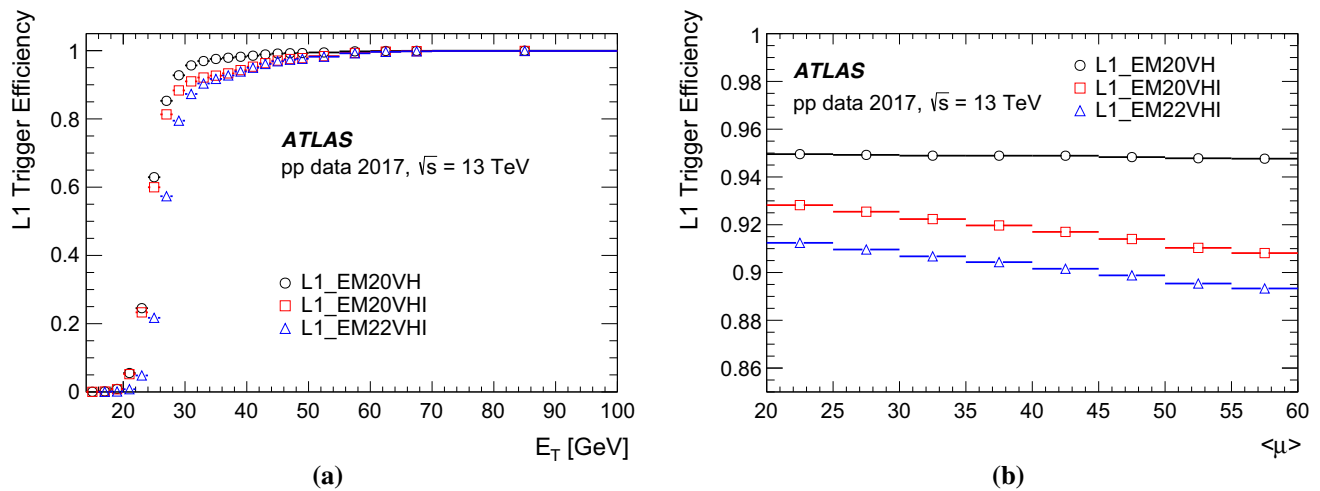 L1 Trigger Efficiency
1
0.8
0.6
0.4
0.2
0
ATLAS
pp data 2017, √s = 13 TeV
L1_EM20VH
L1_EM20VHI
L1_EM22VHI
20 30 40 50 60 70 80 90 100
E_T [GeV]
(a)
L1 Trigger Efficiency
1
0.98
0.96
0.94
0.92
0.9
0.88
0.86
ATLAS
pp data 2017, √s = 13 TeV
L1_EM20VH
L1_EM20VHI
L1_EM22VHI
20 25 30 35 40 45 50 55 60
<μ>
(b)